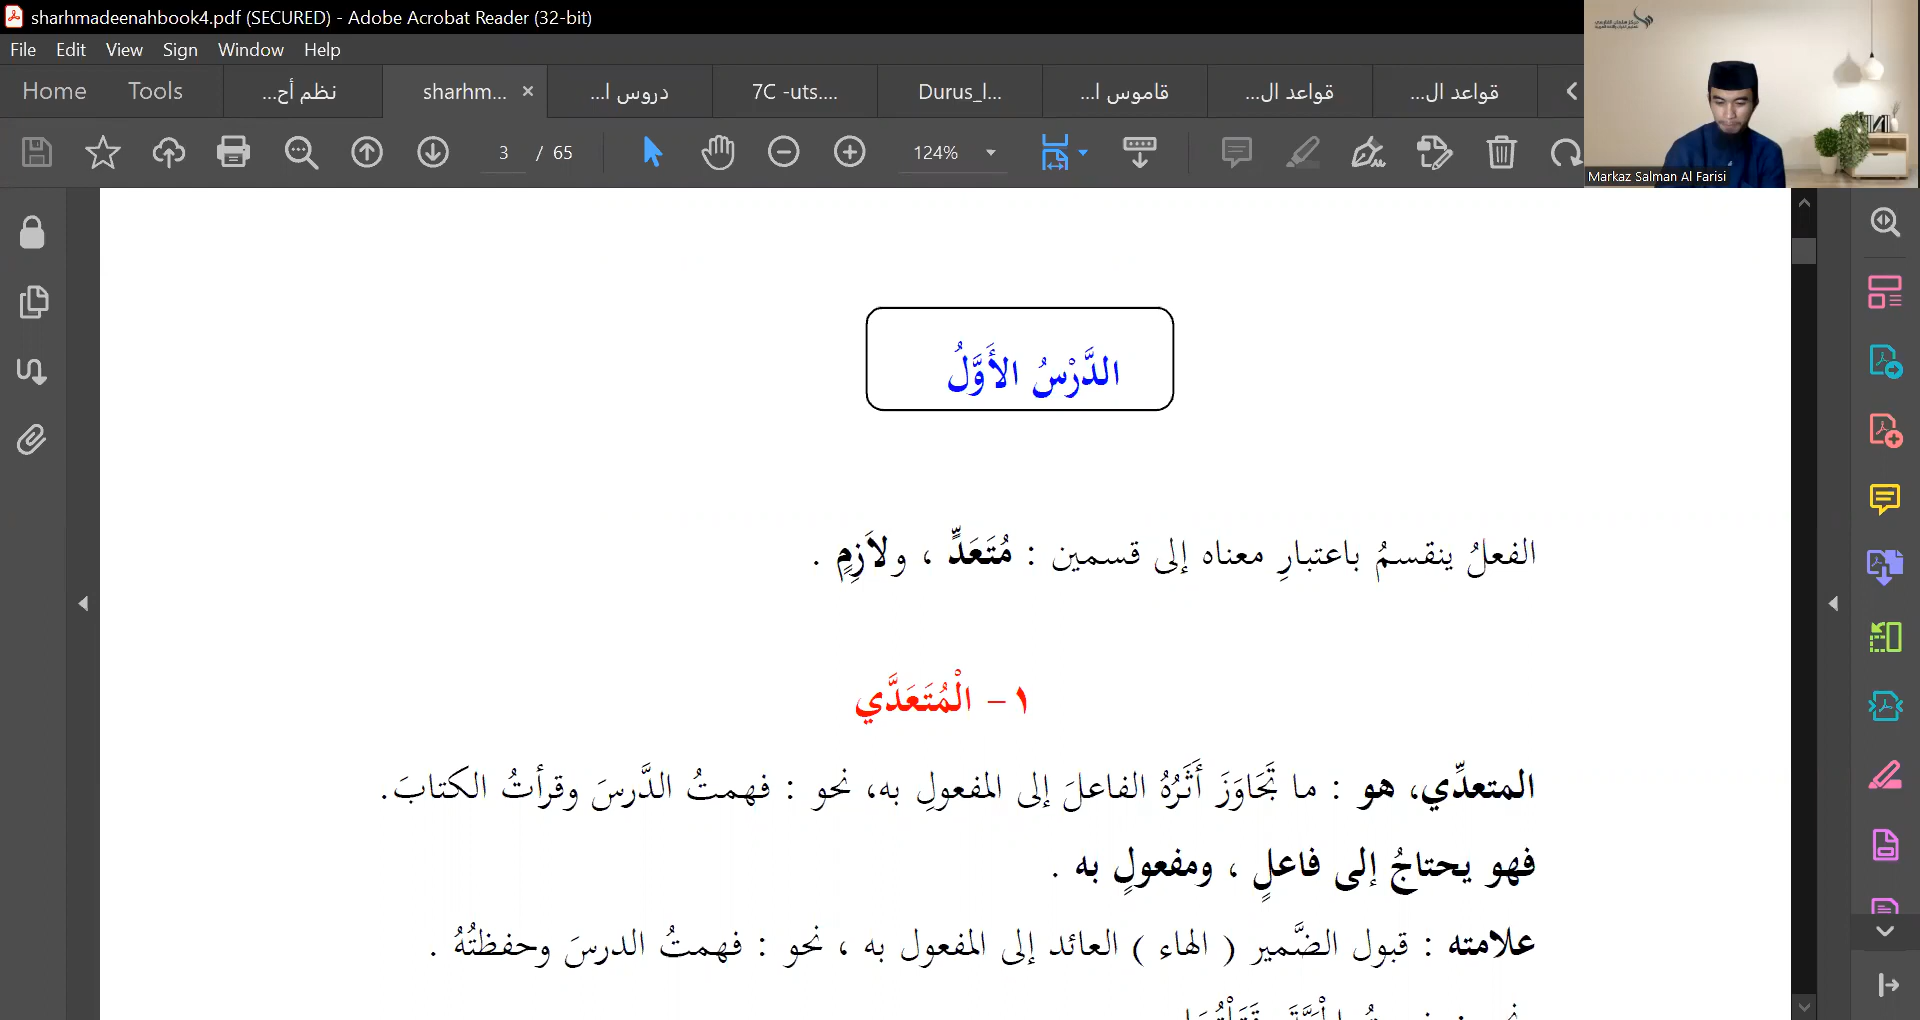 sharhmadeenahbook4.pdf (SECURED) - Adobe Acrobat Reader (32-bit)
File Edit View Sign Window Help
Home Tools نظم أح... sharhm... × دروس ا... 7C -uts.... Durus_l... قاموس ا... قواعد ال... قواعد ال...
3 / 65 124%
Markaz Salman Al Farisi
الدَّرْسُ الأَوَّلُ
الفعلُ ينقسمُ باعتبارِ معناه إلى قسمين : مُتَعَدٍّ ، ولاَزِمٍ .
١ – الْمُتَعَدَّي
المتعدِّي، هو : ما تَجَاوَزَ أَثَرُهُ الفاعلَ إلى المفعولِ به، نحو : فهمتُ الدَّرسَ وقرأتُ الكتابَ.
فهو يحتاجُ إلى فاعلٍ ، ومفعولٍ به .
علامته : قبول الضَّمير ( الهاء ) العائد إلى المفعول به ، نحو : فهمتُ الدرسَ وحفظتُهُ .